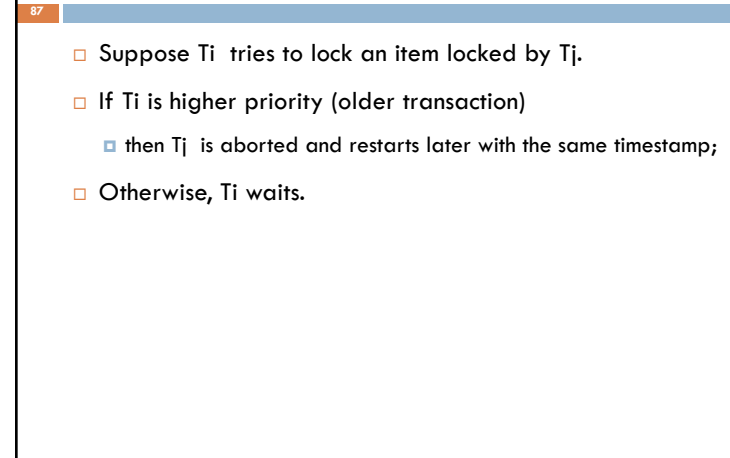 87
Suppose Ti tries to lock an item locked by Tj.
If Ti is higher priority (older transaction)
then Tj is aborted and restarts later with the same timestamp;
Otherwise, Ti waits.